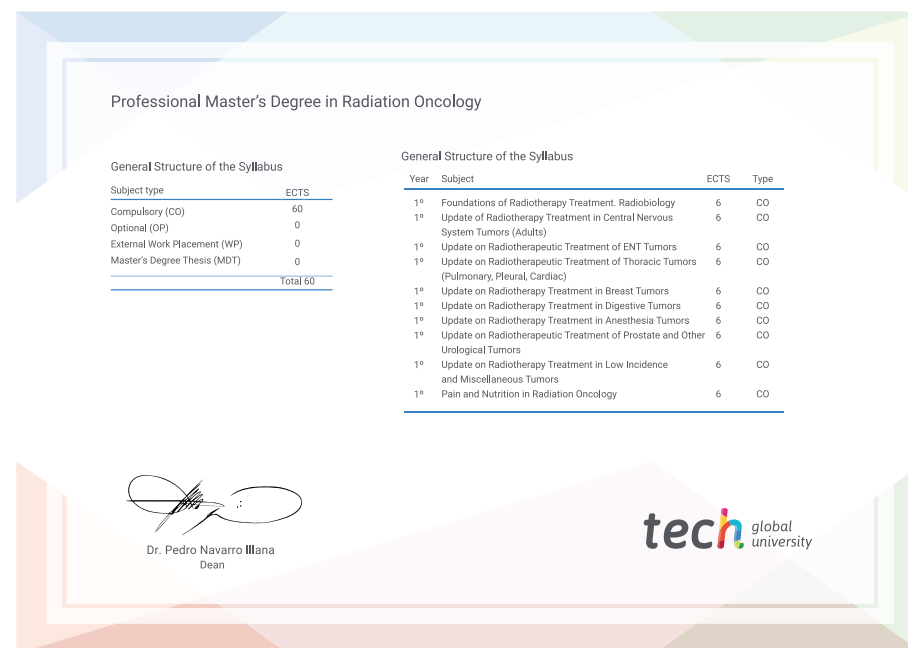 Professional Master's Degree in Radiation Oncology
General Structure of the Syllabus
Subject type ECTS
Compulsory (CO) 60
Optional (OP) 0
External Work Placement (WP) 0
Master's Degree Thesis (MDT) 0
Total 60
General Structure of the Syllabus
Year Subject ECTS Type
1º Foundations of Radiotherapy Treatment. Radiobiology 6 CO
1º Update of Radiotherapy Treatment in Central Nervous 6 CO
System Tumors (Adults)
1º Update on Radiotherapeutic Treatment of ENT Tumors 6 CO
1º Update on Radiotherapeutic Treatment of Thoracic Tumors 6 CO
(Pulmonary, Pleural, Cardiac)
1º Update on Radiotherapy Treatment in Breast Tumors 6 CO
1º Update on Radiotherapy Treatment in Digestive Tumors 6 CO
1º Update on Radiotherapy Treatment in Anesthesia Tumors 6 CO
1º Update on Radiotherapeutic Treatment of Prostate and Other 6 CO
Urological Tumors
1º Update on Radiotherapy Treatment in Low Incidence 6 CO
and Miscellaneous Tumors
1º Pain and Nutrition in Radiation Oncology 6 CO
Dr. Pedro Navarro Illana
Dean
tech global
university